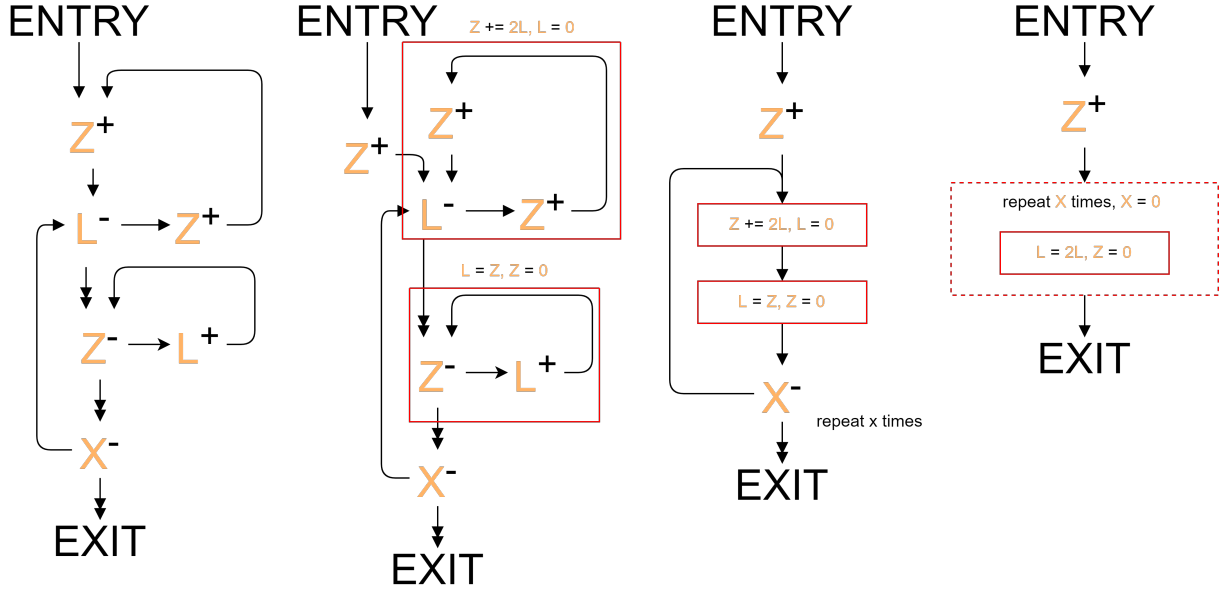 ENTRY
Z+
L- Z+
Z- L+
X-
EXIT
ENTRY
Z += 2L, L = 0
Z+
Z+
L- Z+
L = Z, Z = 0
Z- L+
X-
EXIT
ENTRY
Z+
Z += 2L, L = 0
L = Z, Z = 0
X-
repeat x times
EXIT
ENTRY
Z+
repeat X times, X = 0
L = 2L, Z = 0
EXIT